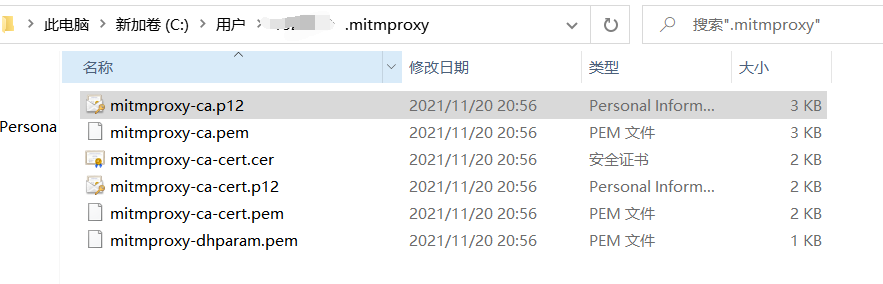 此电脑 > 新加卷 (C:) > 用户 > .mitmproxy 搜索".mitmproxy"
名称 修改日期 类型 大小
mitmproxy-ca.p12 2021/11/20 20:56 Personal Inform... 3 KB
Persona
mitmproxy-ca.pem 2021/11/20 20:56 PEM 文件 3 KB
mitmproxy-ca-cert.cer 2021/11/20 20:56 安全证书 2 KB
mitmproxy-ca-cert.p12 2021/11/20 20:56 Personal Inform... 2 KB
mitmproxy-ca-cert.pem 2021/11/20 20:56 PEM 文件 2 KB
mitmproxy-dhparam.pem 2021/11/20 20:56 PEM 文件 1 KB